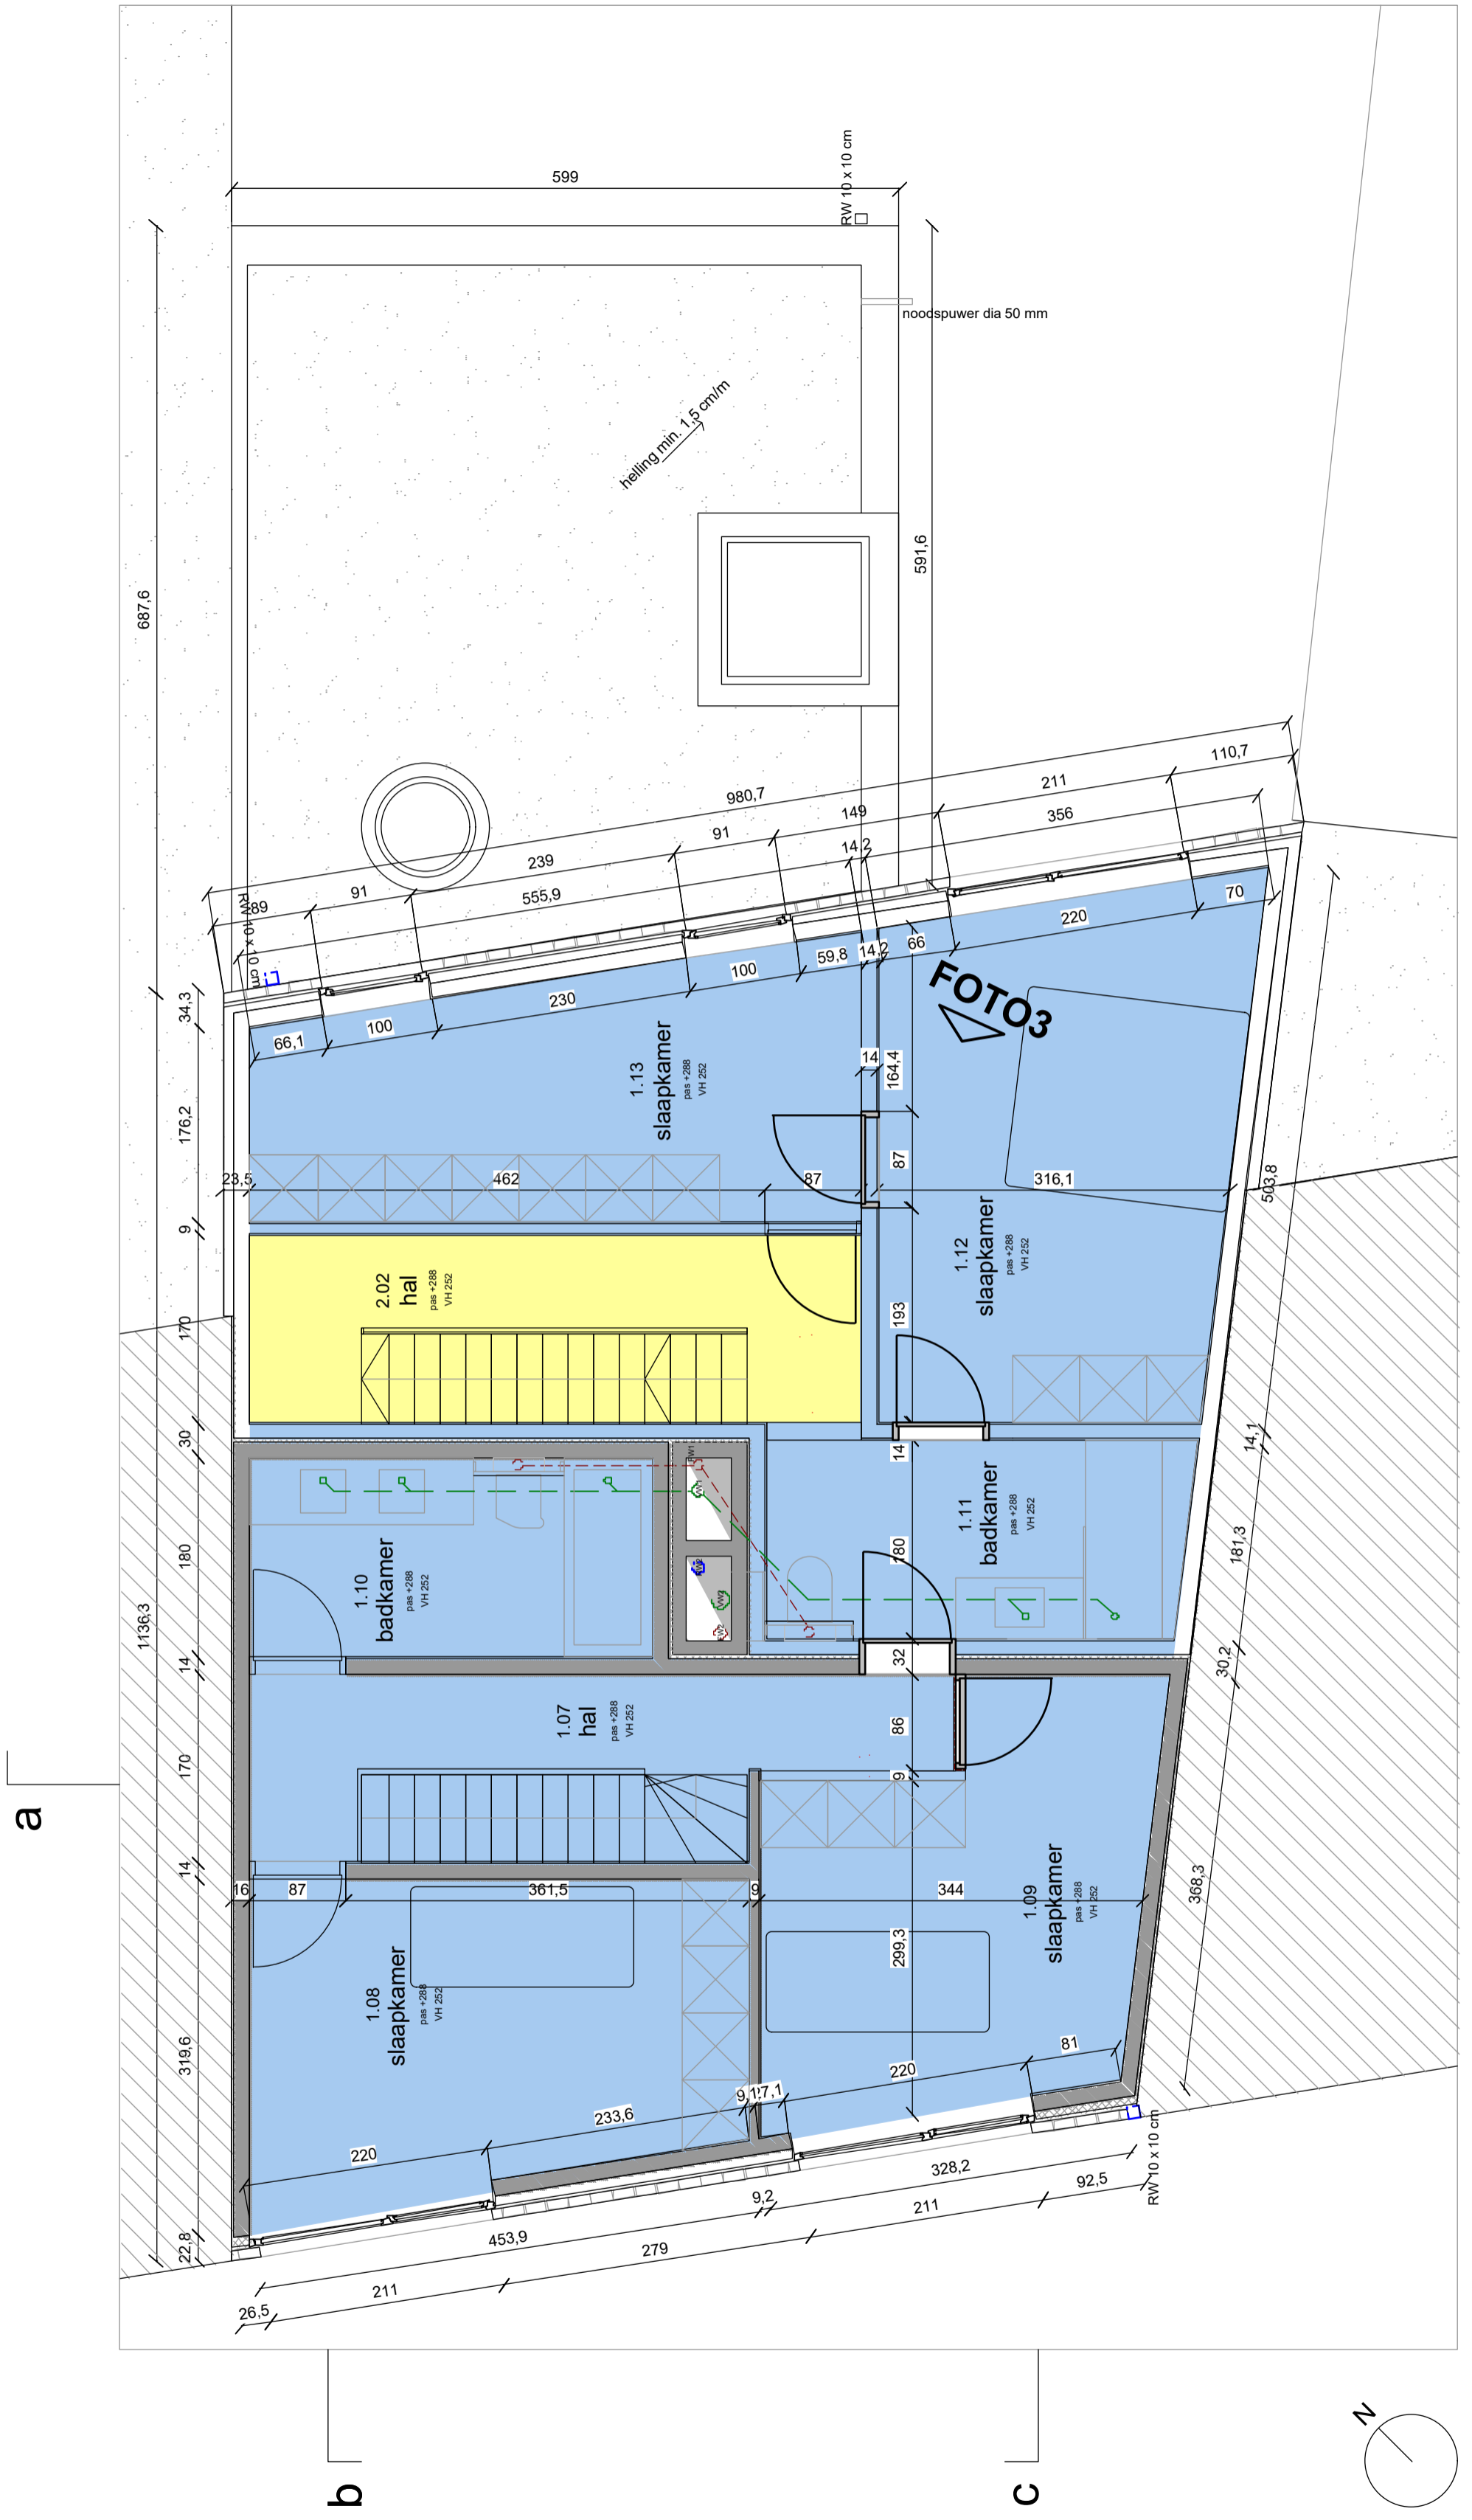 599
RW 10 x 10 cm
noodspuwer dia 50 mm
helling min. 1,5 cm/m
687,6
591,6
980,7
110,7
211
149
356
91
14,2
239
555,9
91
89
RW 10 x 10 cm
70
220
66
14,2
59,8
100
230
100
66,1
34,3
FOTO3
1.13
slaapkamer
pas +288
VH 252
14
164,4
176,2
87
23,5
462
87
316,1
503,8
9
1.12
slaapkamer
pas +288
VH 252
2.02
hal
pas +288
VH 252
170
193
30
14
14,1
1.11
badkamer
pas +288
VH 252
1.10
badkamer
pas +288
VH 252
180
180
181,3
1136,3
14
32
30,2
1.07
hal
pas +288
VH 252
86
170
9
a
14
16
87
361,5
9
344
368,3
1.09
slaapkamer
pas +288
VH 252
299,3
1.08
slaapkamer
pas +288
VH 252
319,6
81
220
233,6
220
328,2
92,5
RW 10 x 10 cm
9,2
211
453,9
279
22,8
211
26,5
b
c
N